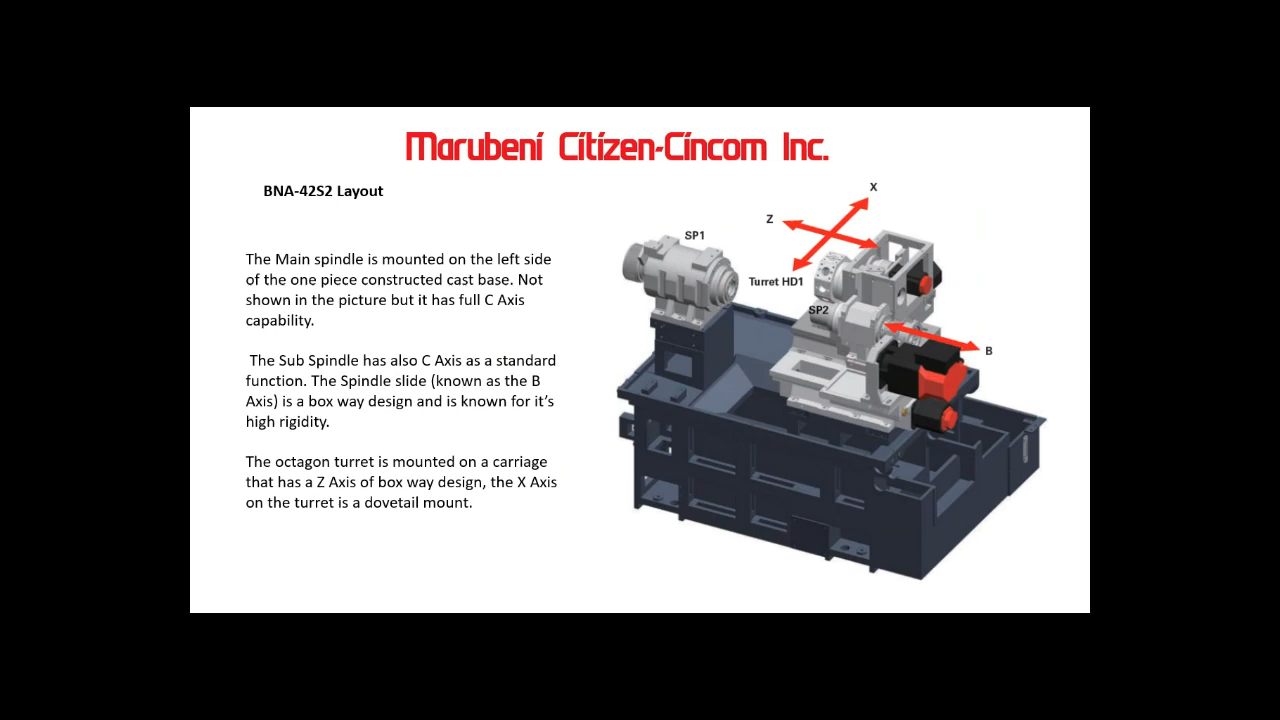 Marubeni Citizen-Cincom Inc.
BNA-42S2 Layout
The Main spindle is mounted on the left side
of the one piece constructed cast base. Not
shown in the picture but it has full C Axis
capability.
The Sub Spindle has also C Axis as a standard
function. The Spindle slide (known as the B
Axis) is a box way design and is known for it’s
high rigidity.
The octagon turret is mounted on a carriage
that has a Z Axis of box way design, the X Axis
on the turret is a dovetail mount.
X
Z
SP1
Turret HD1
SP2
B